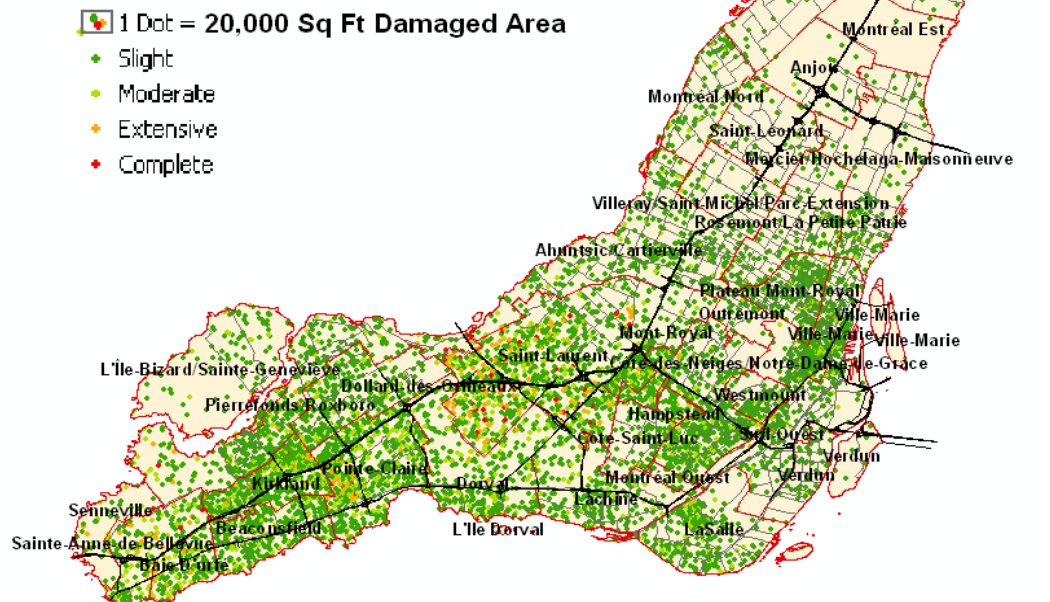 1 Dot = 20,000 Sq Ft Damaged Area
Slight
Moderate
Extensive
Complete
Montréal Est
Anjou
Montréal Nord
Saint-Léonard
Mercier/Hochelaga-Maisonneuve
Villeray/Saint-Michel/Parc-Extension
Rosemont/La Petite Patrie
Ahuntsic/Cartierville
Plateau Mont-Royal
Outremont
Ville-Marie
Mont-Royal
Ville-Marie
Ville-Marie
Saint-Laurent
Côte-des-Neiges/Notre-Dame-de-Grâce
L'Île-Bizard/Sainte-Geneviève
Dollard-des-Ormeaux
Westmount
Pierrefonds/Roxboro
Hampstead
Sud-Ouest
Côte-Saint-Luc
Verdun
Pointe-Claire
Verdun
Montréal Ouest
Kirkland
Dorval
Lachine
Senneville
Beaconsfield
L'Île Dorval
LaSalle
Sainte-Anne-de-Bellevue
Baie D'urfé